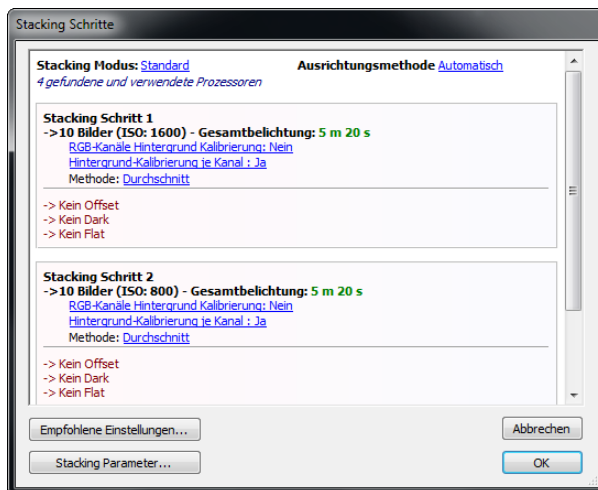 Stacking Schritte
Stacking Modus: Standard Ausrichtungsmethode Automatisch
4 gefundene und verwendete Prozessoren
Stacking Schritt 1
->10 Bilder (ISO: 1600) - Gesamtbelichtung: 5 m 20 s
RGB-Kanäle Hintergrund Kalibrierung: Nein
Hintergrund-Kalibrierung je Kanal : Ja
Methode: Durchschnitt
-> Kein Offset
-> Kein Dark
-> Kein Flat
Stacking Schritt 2
->10 Bilder (ISO: 800) - Gesamtbelichtung: 5 m 20 s
RGB-Kanäle Hintergrund Kalibrierung: Nein
Hintergrund-Kalibrierung je Kanal : Ja
Methode: Durchschnitt
-> Kein Offset
-> Kein Dark
-> Kein Flat
Empfohlene Einstellungen... Abbrechen
Stacking Parameter... OK